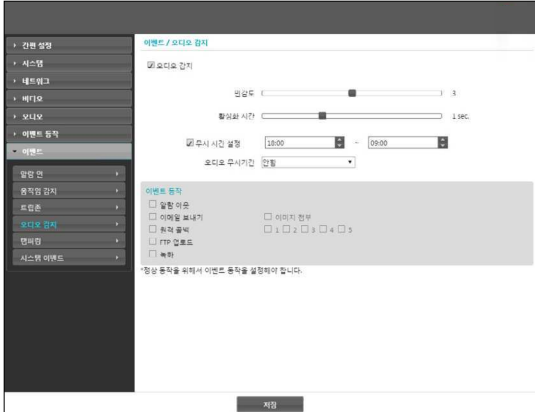 간편 설정
시스템
네트워크
비디오
오디오
이벤트 동작
이벤트
알람 인
움직임 감지
트립존
오디오 감지
탬퍼링
시스템 이벤트
이벤트 / 오디오 감지
오디오 감지
민감도 3
활성화 시간 1 sec.
무시 시간 설정 18:00 ~ 09:00
오디오 무시기간 안함
이벤트 동작
알람 아웃
이메일 보내기 이미지 첨부
원격 콜백 1 2 3 4 5
FTP 업로드
녹화
*정상 동작을 위해서 이벤트 동작을 설정해야 합니다.
저장